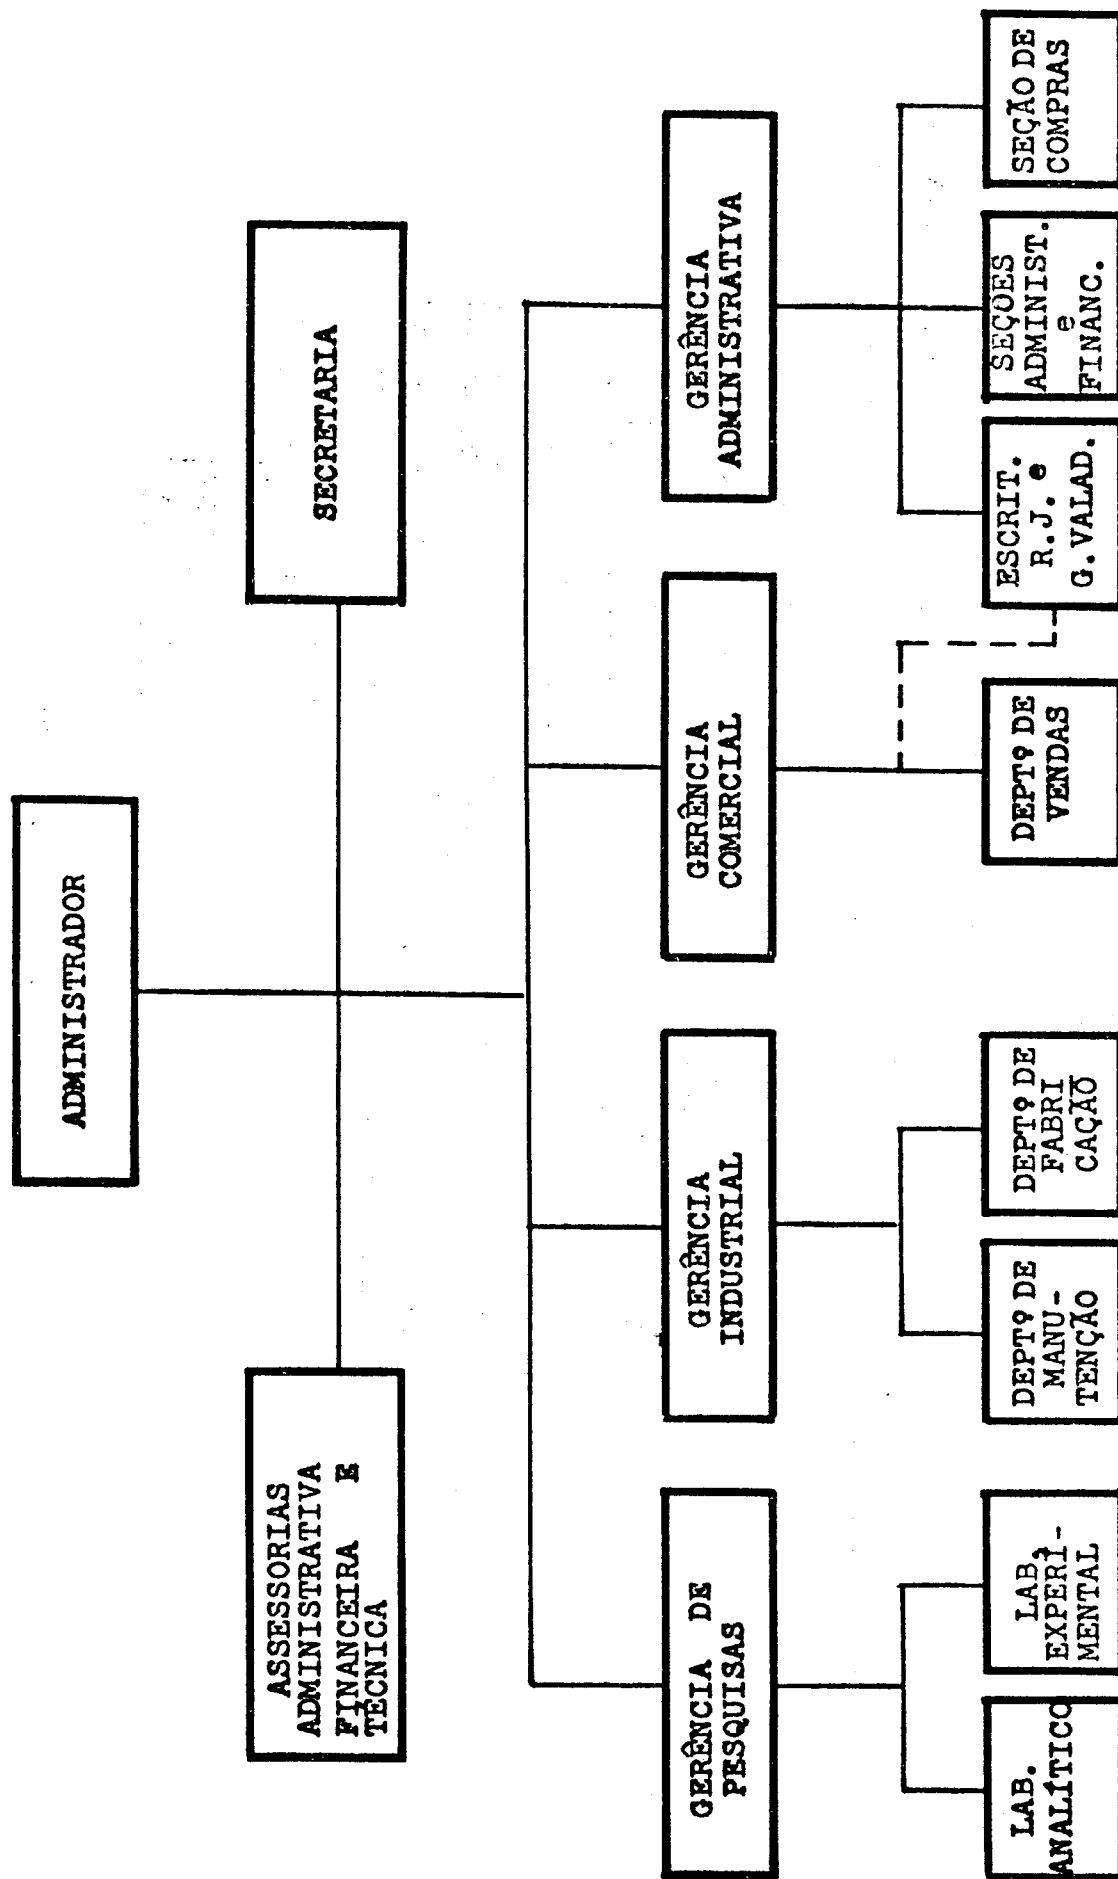 ADMINISTRADOR
ASSESSORIAS
ADMINISTRATIVA
FINANCEIRA E
TÉCNICA
SECRETARIA
GERÊNCIA DE
PESQUISAS
GERÊNCIA
INDUSTRIAL
GERÊNCIA
COMERCIAL
GERÊNCIA
ADMINISTRATIVA
LAB.
ANALÍTICO
LAB.
EXPERI-
MENTAL
DEPTº DE
MANU-
TENÇÃO
DEPTº DE
FABRI
CAÇÃO
DEPTº DE
VENDAS
ESCRIT.
R.J. e
G.VALAD.
SEÇÕES
ADMINIST.
e
FINANC.
SEÇÃO DE
COMPRAS